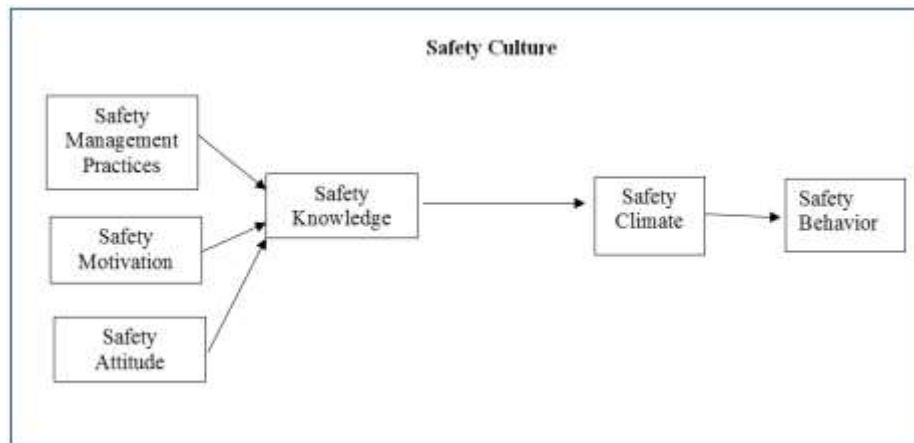 Safety Culture
Safety
Management
Practices
Safety
Motivation
Safety
Attitude
Safety
Knowledge
Safety
Climate
Safety
Behavior